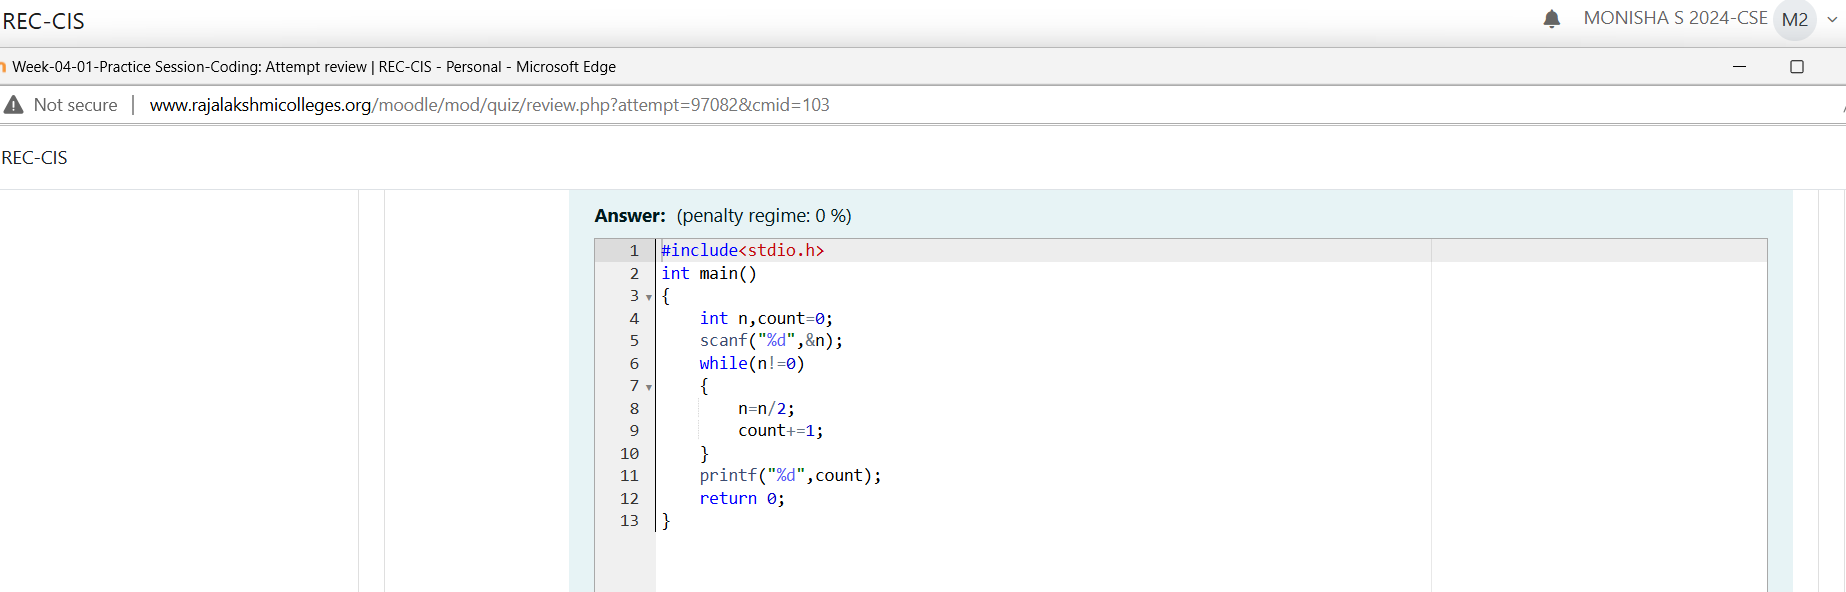 REC-CIS
MONISHA S 2024-CSE M2
Week-04-01-Practice Session-Coding: Attempt review | REC-CIS - Personal - Microsoft Edge
Not secure | www.rajalakshmicolleges.org/moodle/mod/quiz/review.php?attempt=97082&cmid=103
REC-CIS
Answer: (penalty regime: 0 %)
1 #include<stdio.h>
2 int main()
3 {
4 int n,count=0;
5 scanf("%d",&n);
6 while(n!=0)
7 {
8 n=n/2;
9 count+=1;
10 }
11 printf("%d",count);
12 return 0;
13 }